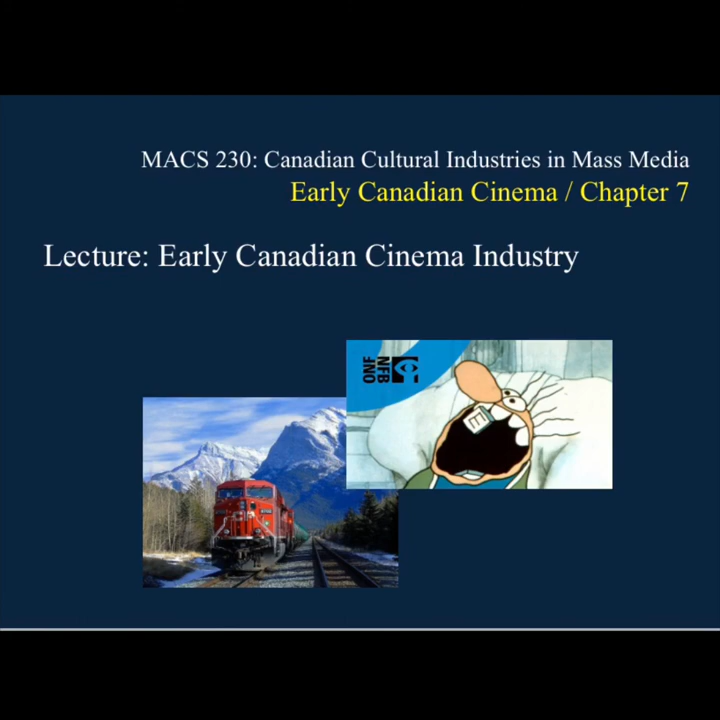 MACS 230: Canadian Cultural Industries in Mass Media
Early Canadian Cinema / Chapter 7
Lecture: Early Canadian Cinema Industry
ONF
NFB